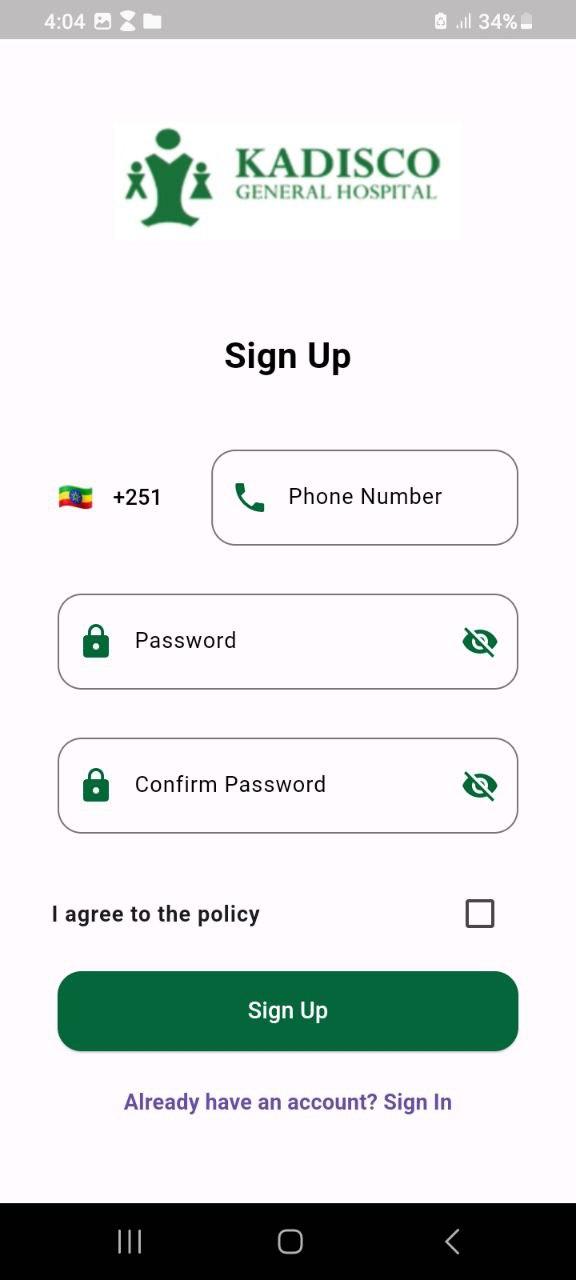 4:04 34%
KADISCO
GENERAL HOSPITAL
Sign Up
+251 Phone Number
Password
Confirm Password
I agree to the policy
Sign Up
Already have an account? Sign In